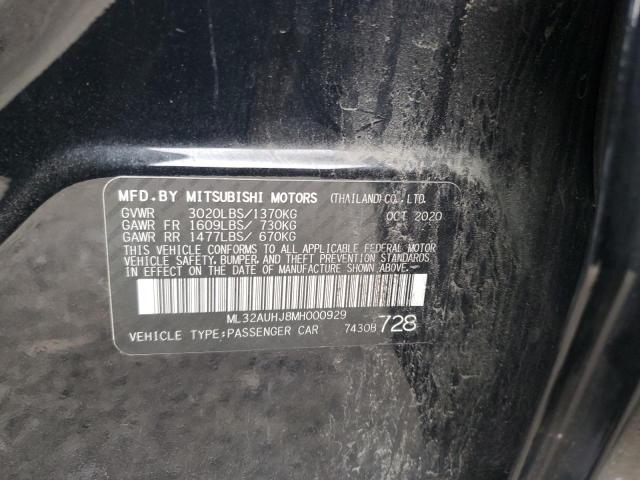 MFD.BY MITSUBISHI MOTORS (THAILAND) CO., LTD.
GVWR 3020LBS/1370KG OCT 2020
GAWR FR 1609LBS/ 730KG
GAWR RR 1477LBS/ 670KG
THIS VEHICLE CONFORMS TO ALL APPLICABLE FEDERAL MOTOR
VEHICLE SAFETY, BUMPER, AND THEFT PREVENTION STANDARDS
IN EFFECT ON THE DATE OF MANUFACTURE SHOWN ABOVE.
ML32AUHJ8MH000929
VEHICLE TYPE:PASSENGER CAR 7430B 728